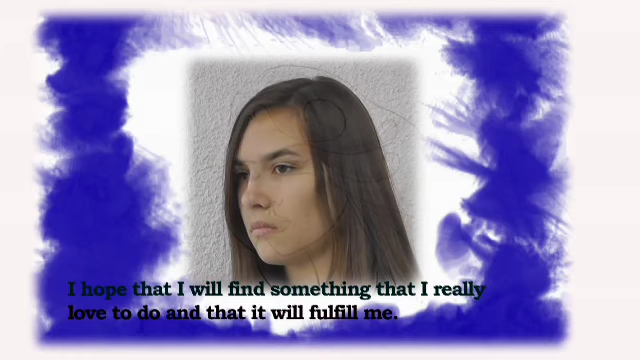 I hope that I will find something that I really
love to do and that it will fulfill me.